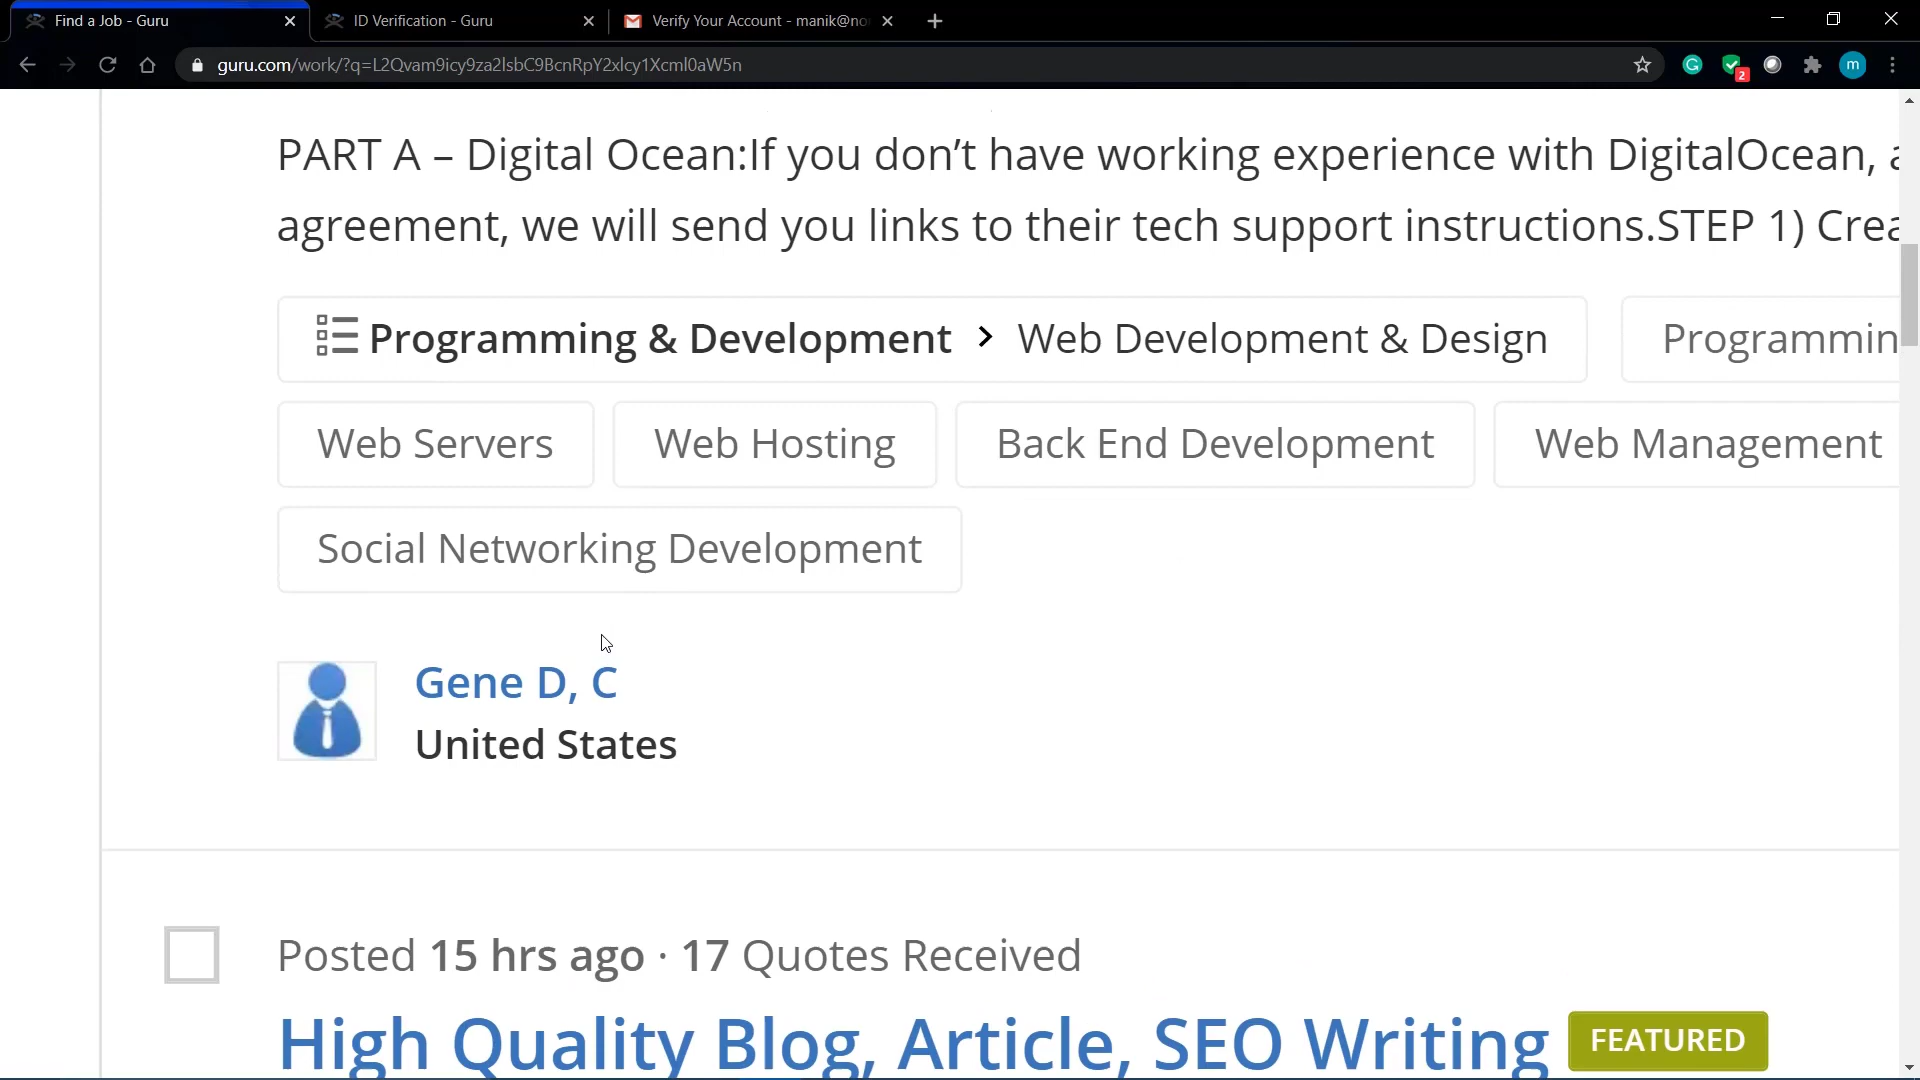 Find a Job - Guru
ID Verification - Guru
Verify Your Account - manik@no
guru.com/work/?q=L2Qvam9icy9za2lsbC9BcnRpY2xlcy1Xcml0aW5n
2
m
PART A – Digital Ocean:If you don’t have working experience with DigitalOcean,
agreement, we will send you links to their tech support instructions.STEP 1) Crea
Programming & Development > Web Development & Design
Programmin
Web Servers
Web Hosting
Back End Development
Web Management
Social Networking Development
Gene D, C
United States
Posted 15 hrs ago · 17 Quotes Received
High Quality Blog, Article, SEO Writing
FEATURED